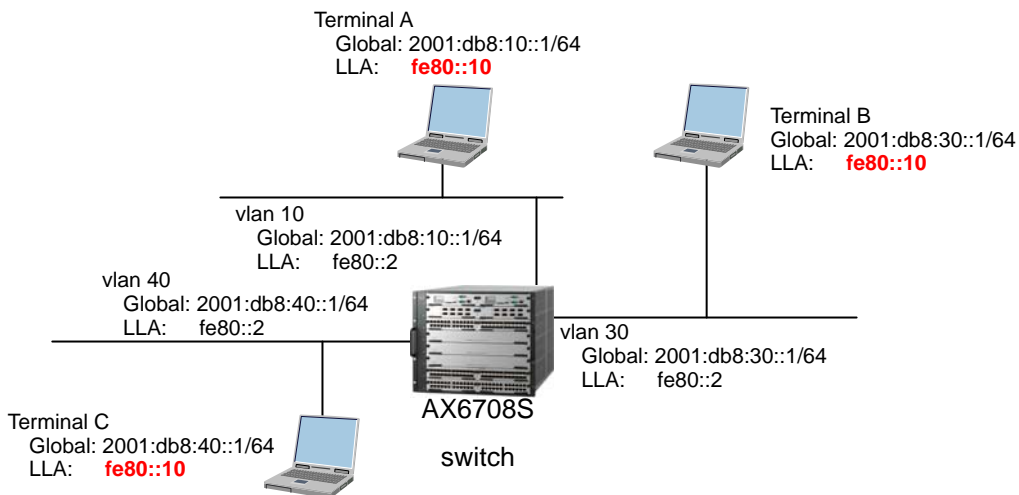 Terminal A
Global: 2001:db8:10::1/64
LLA: fe80::10
Terminal B
Global: 2001:db8:30::1/64
LLA: fe80::10
vlan 10
Global: 2001:db8:10::1/64
LLA: fe80::2
vlan 40
Global: 2001:db8:40::1/64
LLA: fe80::2
vlan 30
Global: 2001:db8:30::1/64
LLA: fe80::2
AX6708S
switch
Terminal C
Global: 2001:db8:40::1/64
LLA: fe80::10